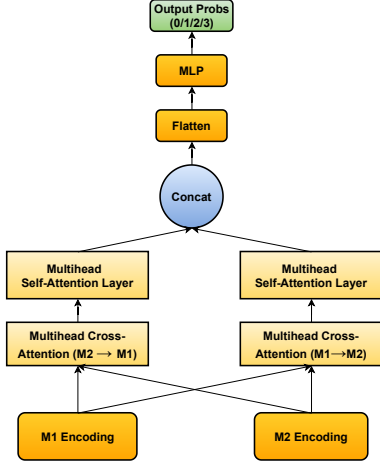 Output Probs
(0/1/2/3)
MLP
Flatten
Concat
Multihead
Self-Attention Layer
Multihead
Self-Attention Layer
Multihead Cross-
Attention (M2 → M1)
Multihead Cross-
Attention (M1→M2)
M1 Encoding
M2 Encoding